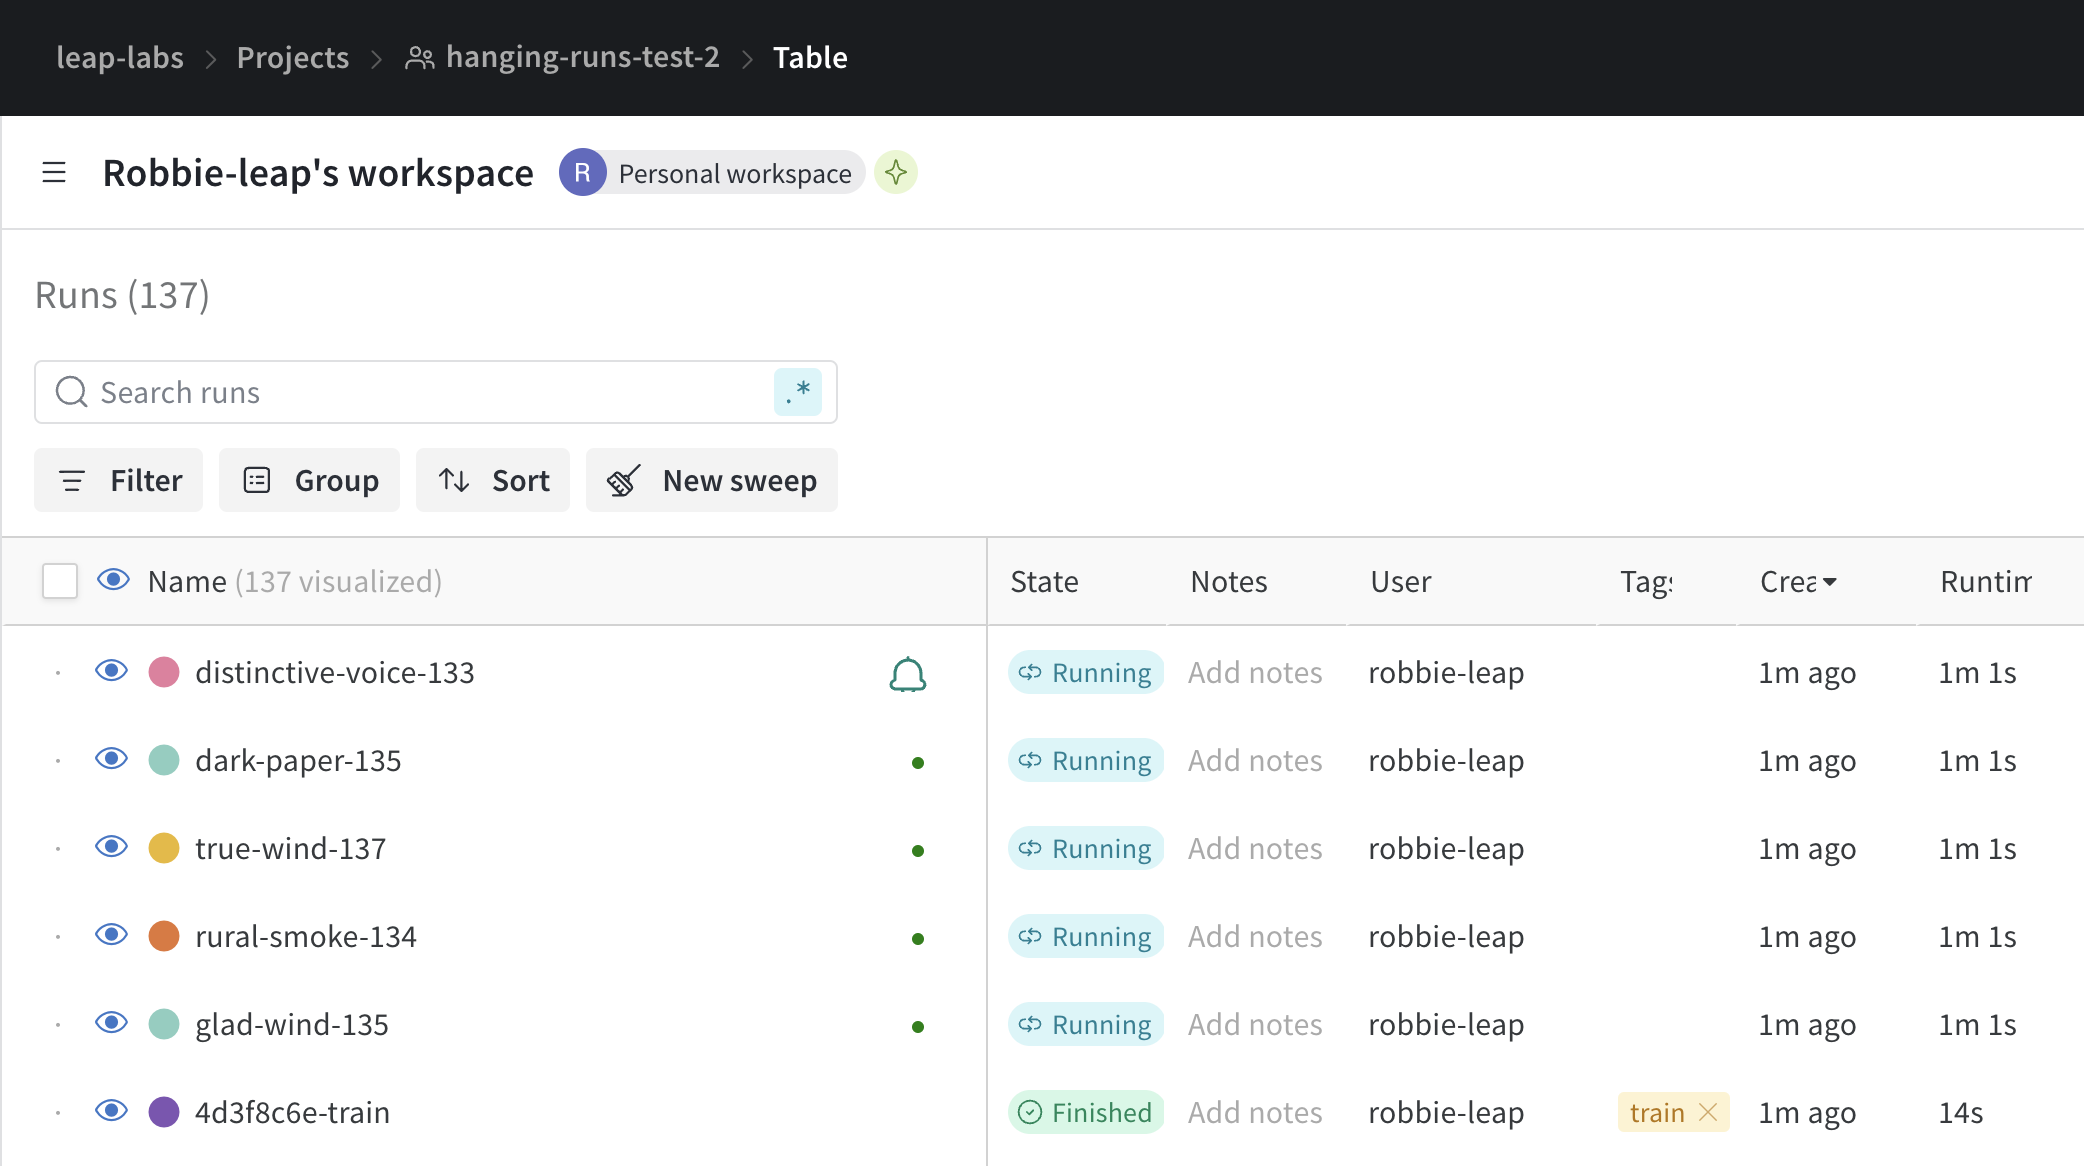 leap-labs > Projects > hanging-runs-test-2 > Table
Robbie-leap's workspace R Personal workspace
Runs (137)
Search runs .*
Filter Group Sort New sweep
Name (137 visualized) State Notes User Tags Crea Runtim
distinctive-voice-133 Running Add notes robbie-leap 1m ago 1m 1s
dark-paper-135 Running Add notes robbie-leap 1m ago 1m 1s
true-wind-137 Running Add notes robbie-leap 1m ago 1m 1s
rural-smoke-134 Running Add notes robbie-leap 1m ago 1m 1s
glad-wind-135 Running Add notes robbie-leap 1m ago 1m 1s
4d3f8c6e-train Finished Add notes robbie-leap train 1m ago 14s